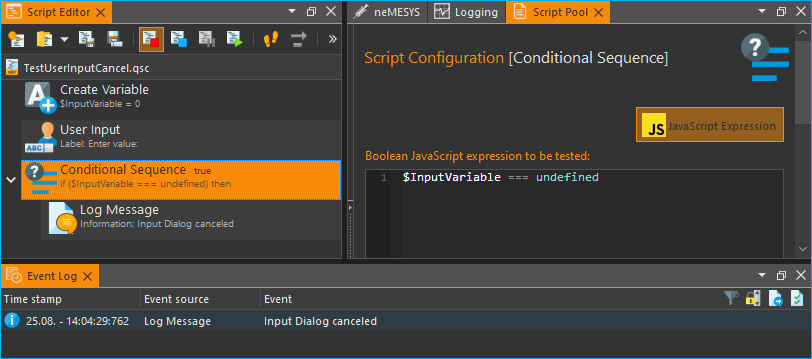 Script Editor
neMESYS
Logging
Script Pool
TestUserInputCancel.qsc
Create Variable
$InputVariable = 0
User Input
ABC
Label: Enter value:
Conditional Sequence true
If ($InputVariable === undefined) then
Log Message
Information: Input Dialog canceled
Script Configuration [Conditional Sequence]
JS JavaScript Expression
Boolean JavaScript expression to be tested:
1 $InputVariable === undefined
Event Log
Time stamp Event source Event
25.08. - 14:04:29:762 Log Message Input Dialog canceled